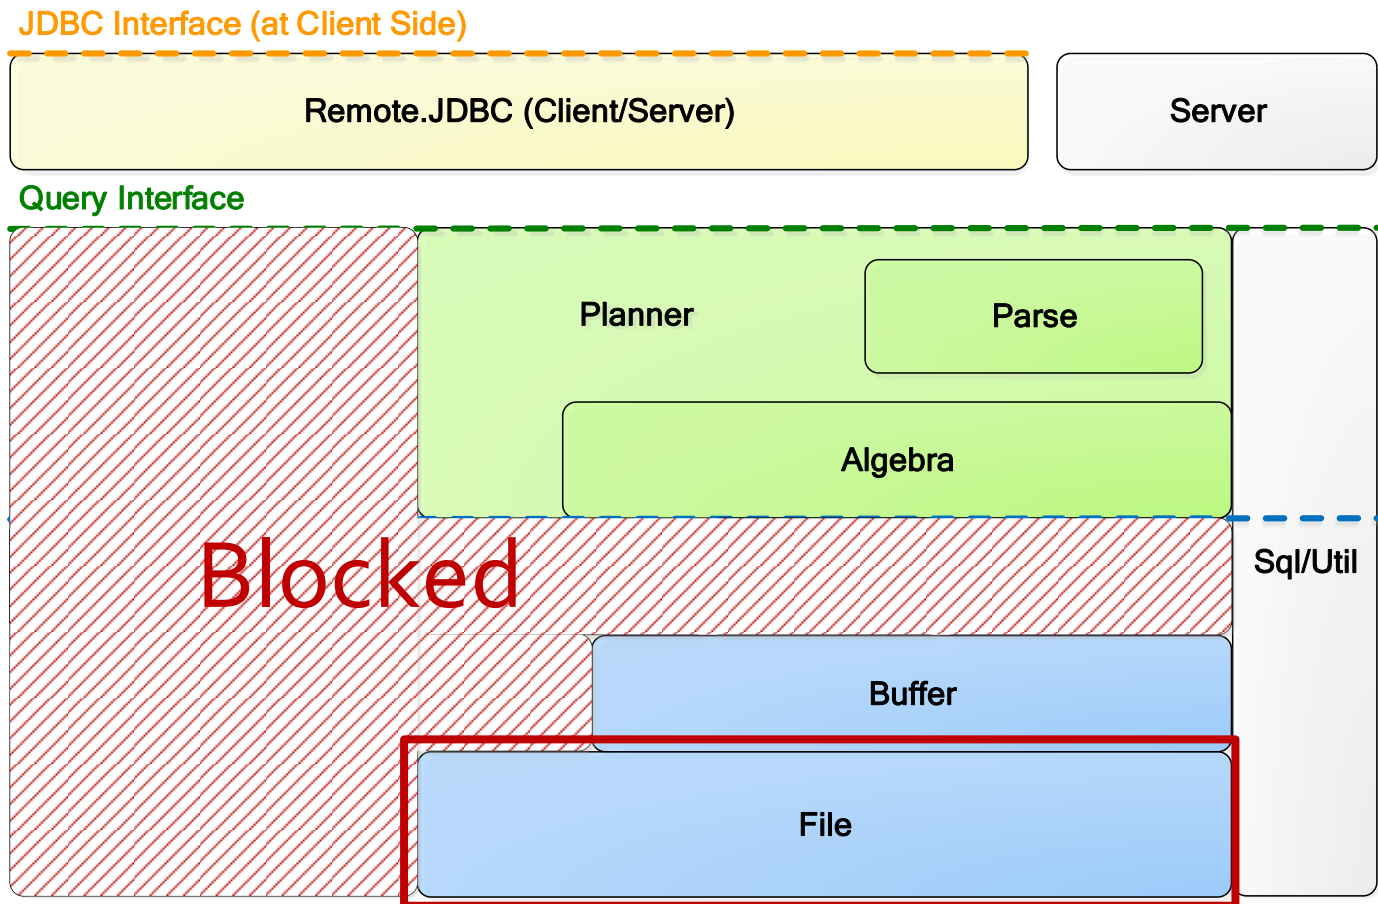 JDBC Interface (at Client Side)
Remote.JDBC (Client/Server)
Server
Query Interface
Planner
Parse
Algebra
Blocked
Sql/Util
Buffer
File